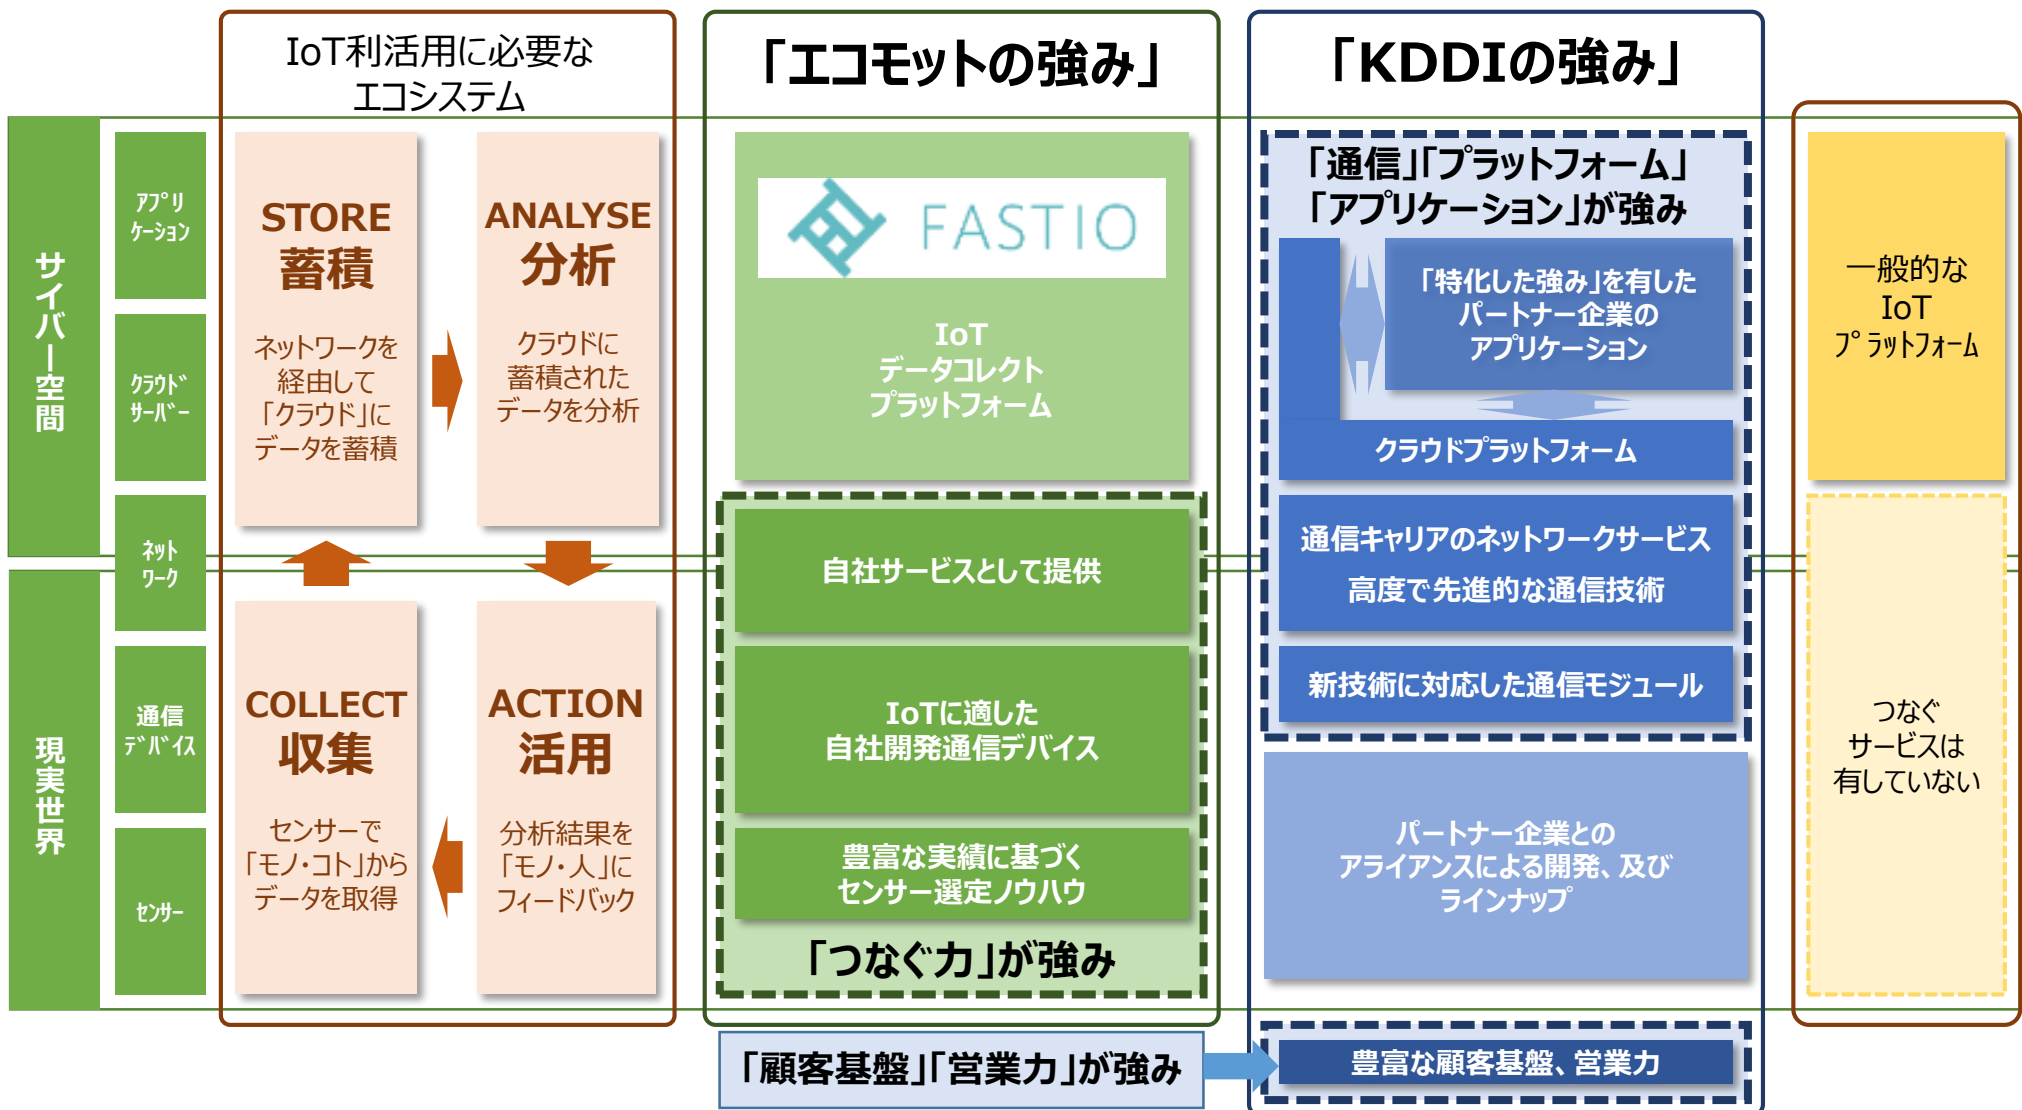 IoT利活用に必要な
エコシステム
「エコモットの強み」
「KDDIの強み」
サイバー空間
現実世界
ｱﾌﾟﾘ
ｹｰｼｮﾝ
ｸﾗｳﾄﾞ
ｻｰﾊﾞｰ
ﾈｯﾄ
ﾜｰｸ
通信
ﾃﾞﾊﾞｲｽ
ｾﾝｻｰ
STORE
蓄積
ネットワークを
経由して
「クラウド」に
データを蓄積
ANALYSE
分析
クラウドに
蓄積された
データを分析
COLLECT
収集
センサーで
「モノ・コト」から
データを取得
ACTION
活用
分析結果を
「モノ・人」に
フィードバック
FASTIO
IoT
データコレクト
プラットフォーム
自社サービスとして提供
IoTに適した
自社開発通信デバイス
豊富な実績に基づく
センサー選定ノウハウ
「つなぐ力」が強み
「通信」「プラットフォーム」
「アプリケーション」が強み
「特化した強み」を有した
パートナー企業の
アプリケーション
クラウドプラットフォーム
通信キャリアのネットワークサービス
高度で先進的な通信技術
新技術に対応した通信モジュール
パートナー企業との
アライアンスによる開発、及び
ラインナップ
一般的な
IoT
ﾌﾟﾗｯﾄﾌｫｰﾑ
つなぐ
サービスは
有していない
「顧客基盤」「営業力」が強み
豊富な顧客基盤、営業力